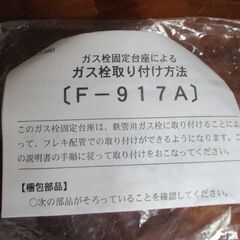 ガス栓固定台座による
ガス栓取り付け方法
〔F－917A〕
このガス栓固定台座は、鉄管用ガス栓に取り付けることによ
って、フレキ配管での取り付けができるようになります。こ
の説明書の手順に従って取付をおこなってください。
【梱包部品】
○次の部品がそろっていることを確認してください。